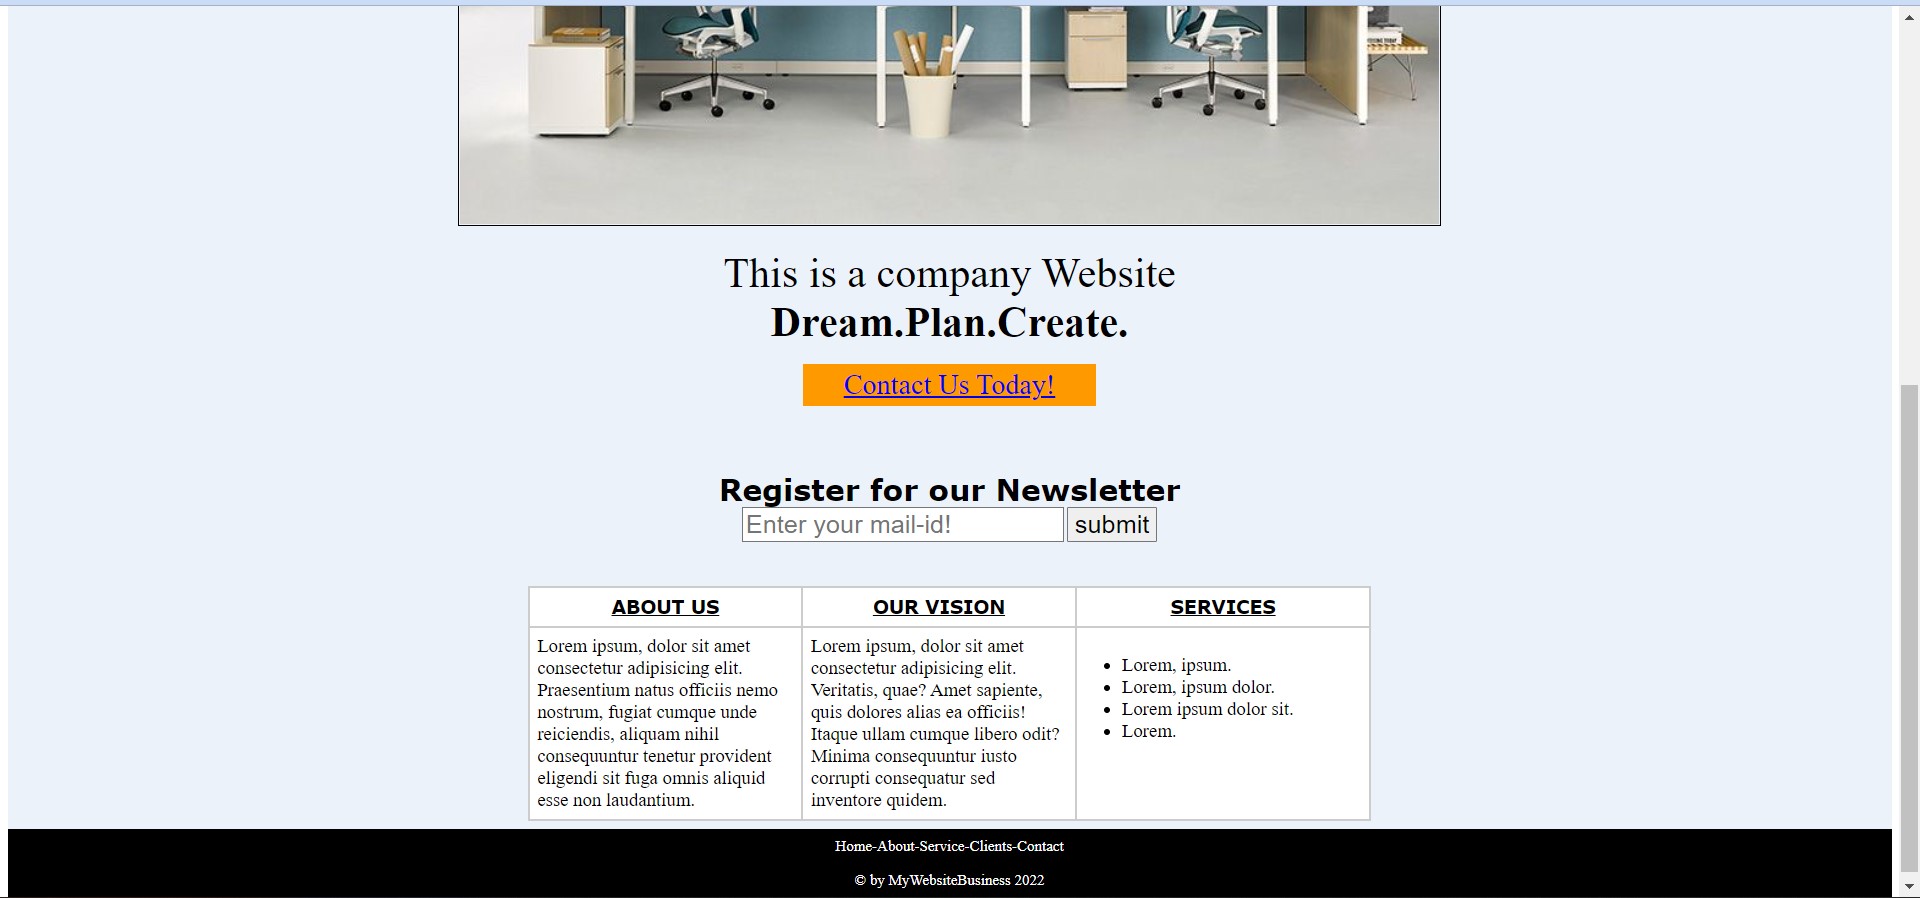 This is a company Website
Dream.Plan.Create.
Contact Us Today!
Register for our Newsletter
Enter your mail-id! submit
ABOUT US
Lorem ipsum, dolor sit amet
consectetur adipisicing elit.
Praesentium natus officiis nemo
nostrum, fugiat cumque unde
reiciendis, aliquam nihil
consequuntur tenetur provident
eligendi sit fuga omnis aliquid
esse non laudantium.
OUR VISION
Lorem ipsum, dolor sit amet
consectetur adipisicing elit.
Veritatis, quae? Amet sapiente,
quis dolores alias ea officiis!
Itaque ullam cumque libero odit?
Minima consequuntur iusto
corrupti consequatur sed
inventore quidem.
SERVICES
• Lorem, ipsum.
• Lorem, ipsum dolor.
• Lorem ipsum dolor sit.
• Lorem.
Home-About-Service-Clients-Contact
© by MyWebsiteBusiness 2022